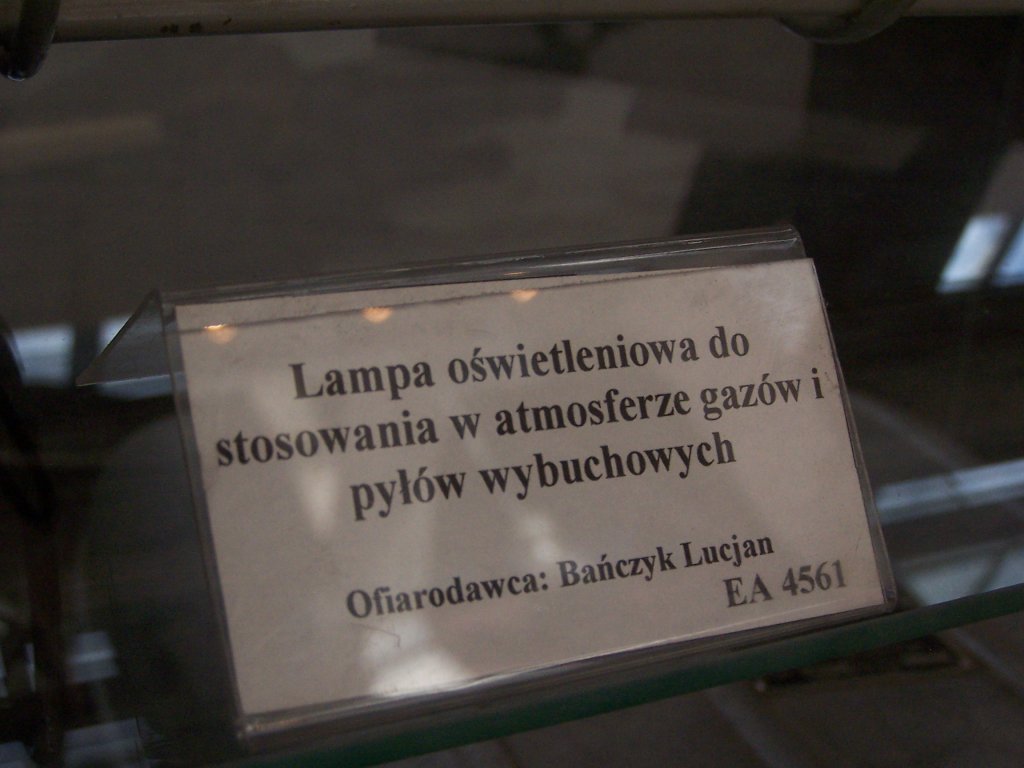 Lampa oświetleniowa do
stosowania w atmosferze gazów i
pyłów wybuchowych
Ofiarodawca: Bańczyk Lucjan
EA 4561